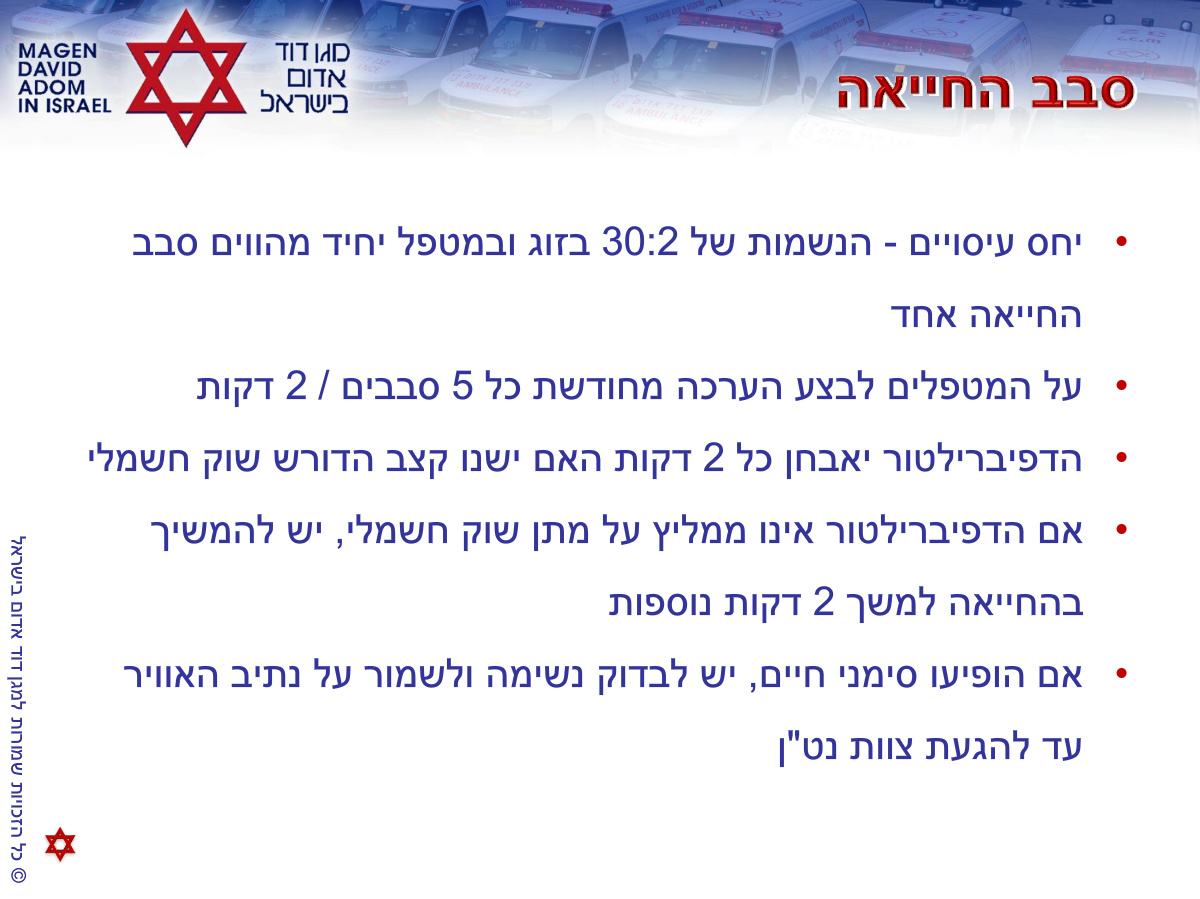 MAGEN
DAVID
ADOM
IN ISRAEL
מגן דוד
אדום
בישראל
סבב החייאה
• יחס עיסויים - הנשמות של 30:2 בזוג ובמטפל יחיד מהווים סבב
החייאה אחד
• על המטפלים לבצע הערכה מחודשת כל 5 סבבים / 2 דקות
• הדפיברילטור יאבחן כל 2 דקות האם ישנו קצב הדורש שוק חשמלי
• אם הדפיברילטור אינו ממליץ על מתן שוק חשמלי, יש להמשיך
בהחייאה למשך 2 דקות נוספות
• אם הופיעו סימני חיים, יש לבדוק נשימה ולשמור על נתיב האוויר
עד להגעת צוות נט"ן
© כל הזכויות שמורות למגן דוד אדום בישראל